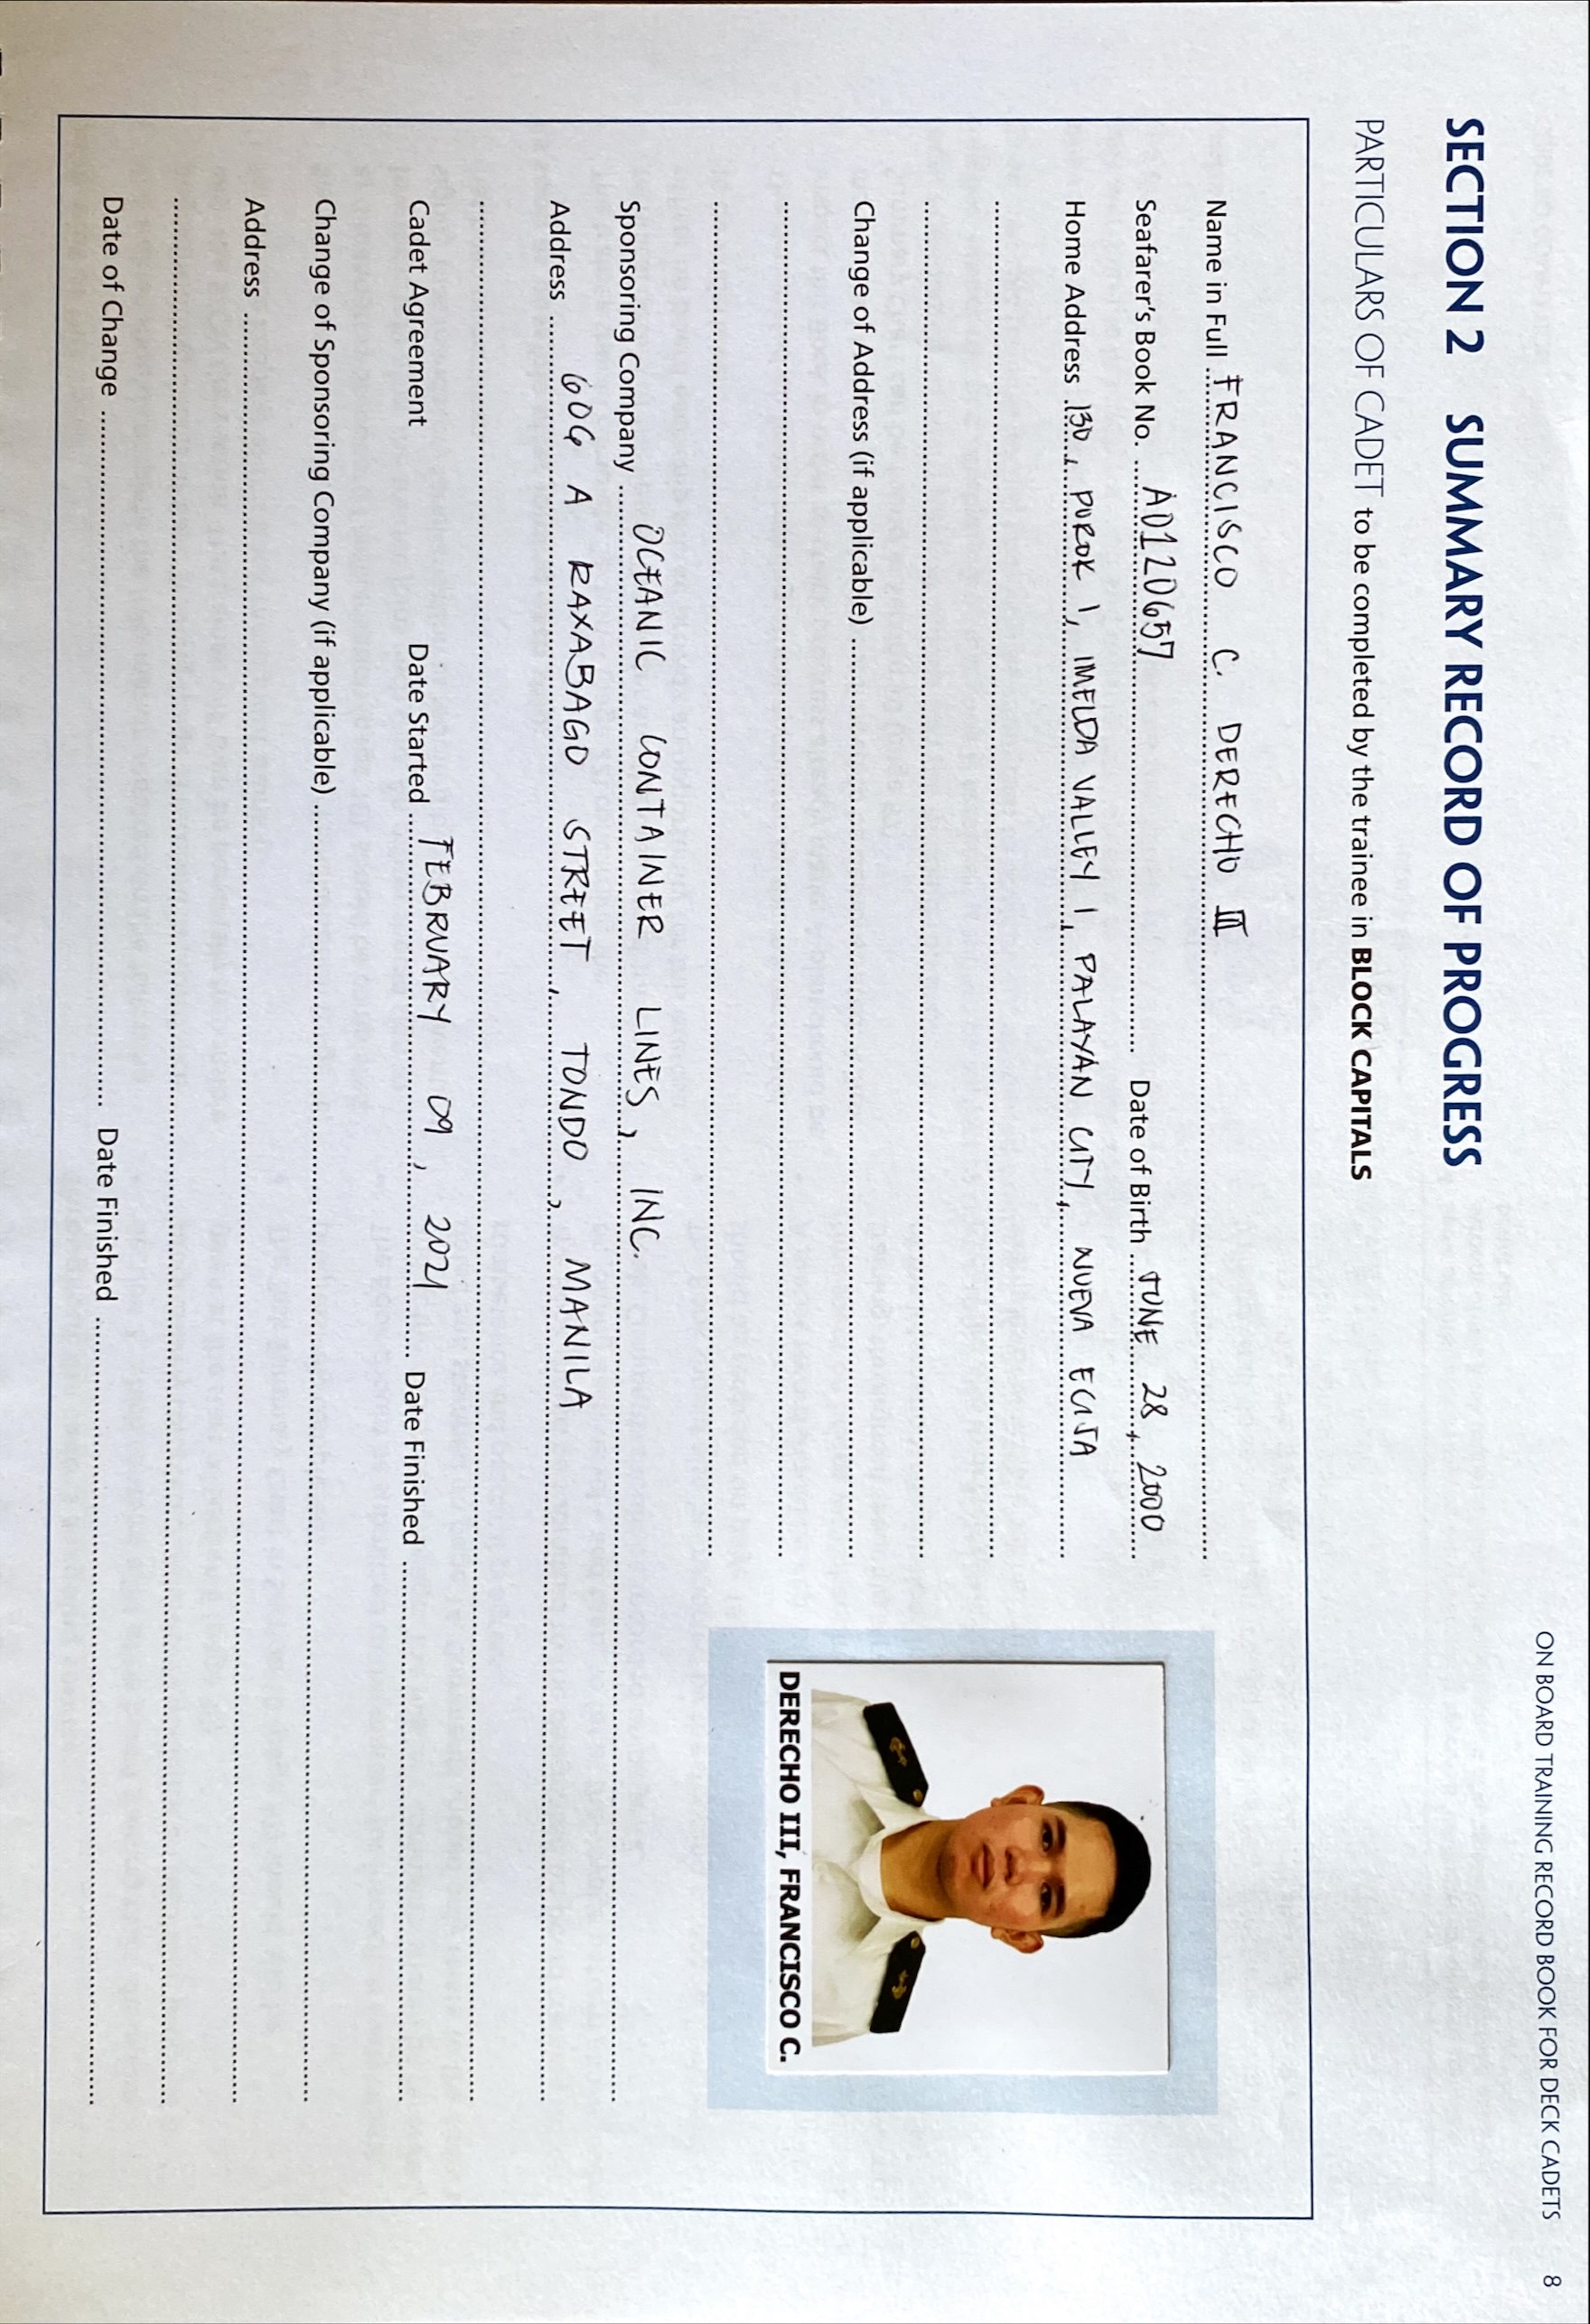 ON BOARD TRAINING RECORD BOOK FOR DECK CADETS 8
SECTION 2 SUMMARY RECORD OF PROGRESS
PARTICULARS OF CADET to be completed by the trainee in BLOCK CAPITALS
Name in Full FRANCISCO C. DERECHO III
Seafarer's Book No. A0120657 Date of Birth JUNE 28, 2000
Home Address 130, PUROK 1, IMELDA VALLEY 1, PALAYAN CITY, NUEVA ECIJA
Change of Address (if applicable)
DERECHO III, FRANCISCO C.
Sponsoring Company OCEANIC CONTAINER LINES, INC.
Address 606 A RAXABAGO STREET, TONDO, MANILA
Cadet Agreement Date Started FEBRUARY 09, 2021 Date Finished
Change of Sponsoring Company (if applicable)
Address
Date of Change Date Finished